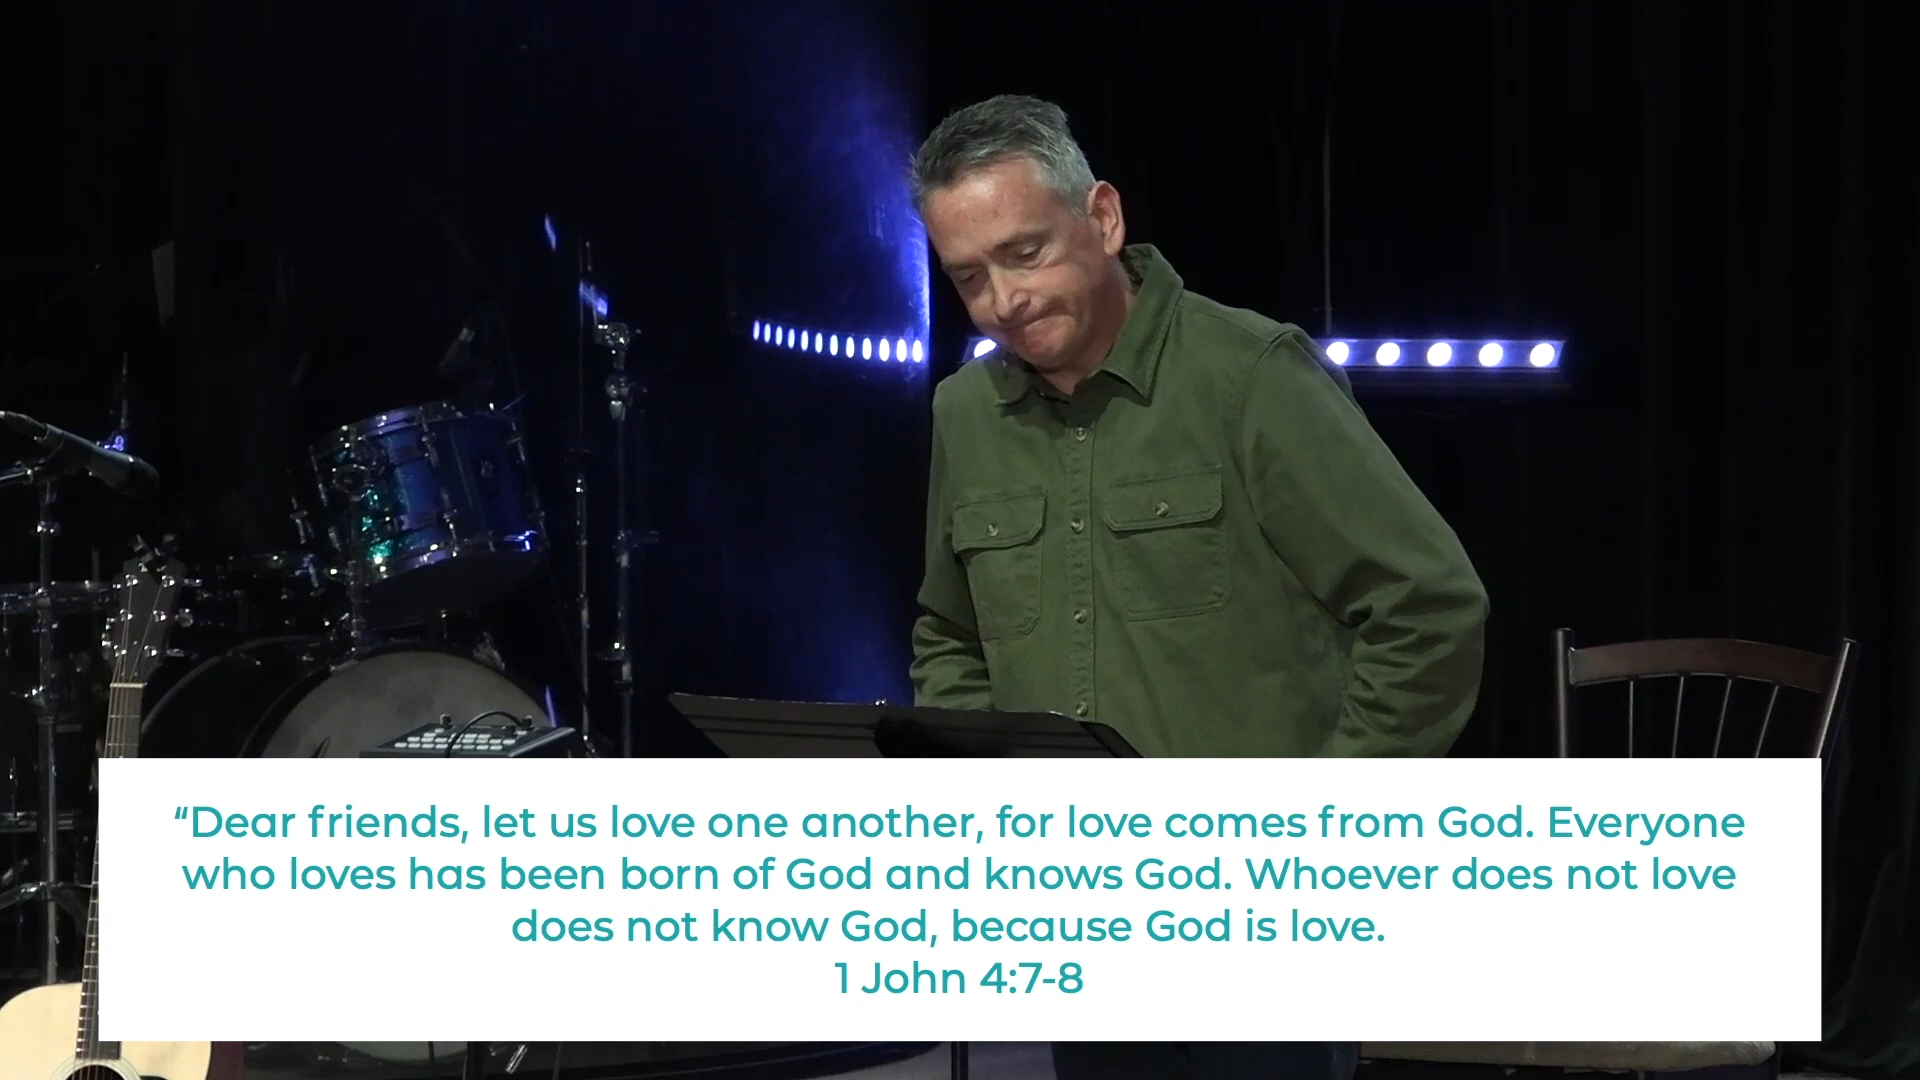 “Dear friends, let us love one another, for love comes from God. Everyone
who loves has been born of God and knows God. Whoever does not love
does not know God, because God is love.
1 John 4:7-8